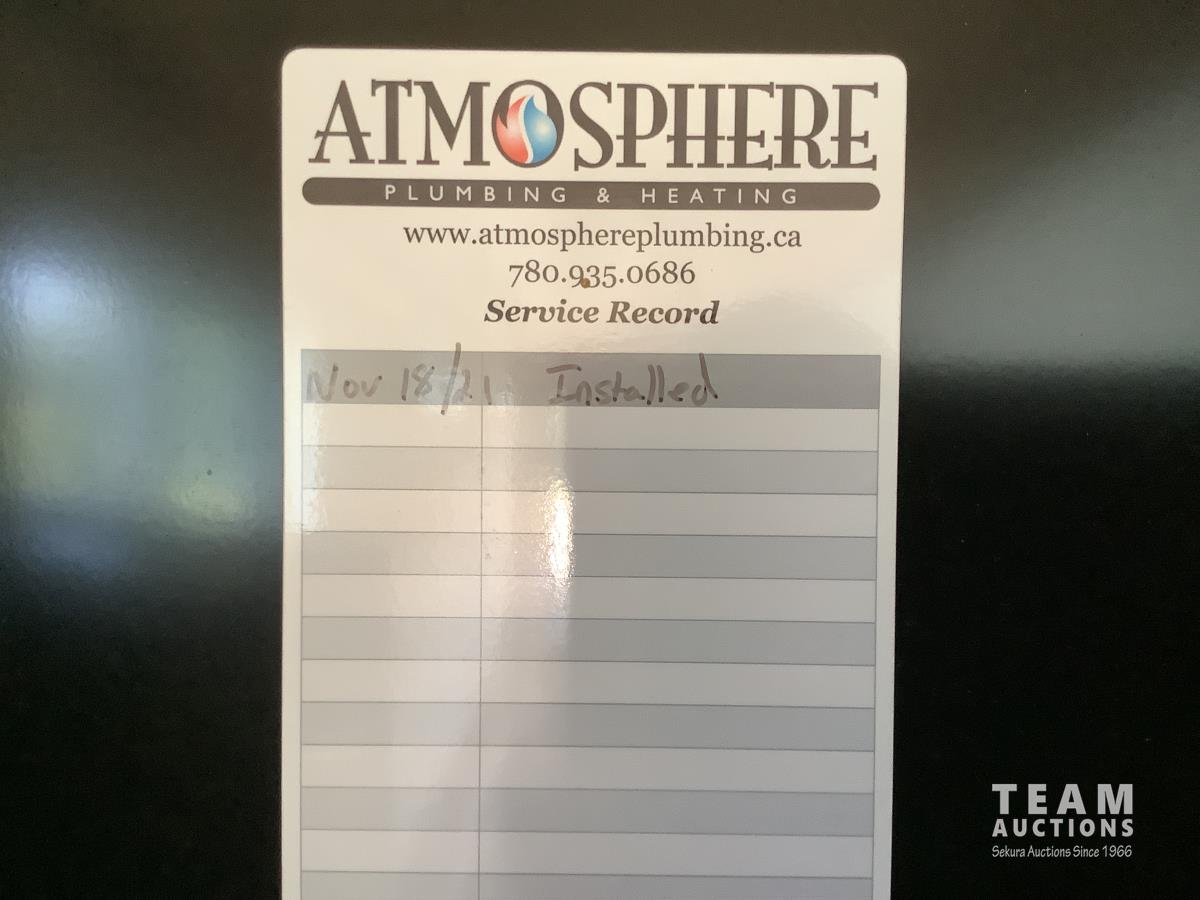 ATMOSPHERE
PLUMBING & HEATING
www.atmosphereplumbing.ca
780.935.0686
Service Record
Nov 18/21 Installed
TEAM
AUCTIONS
Sekura Auctions Since 1966